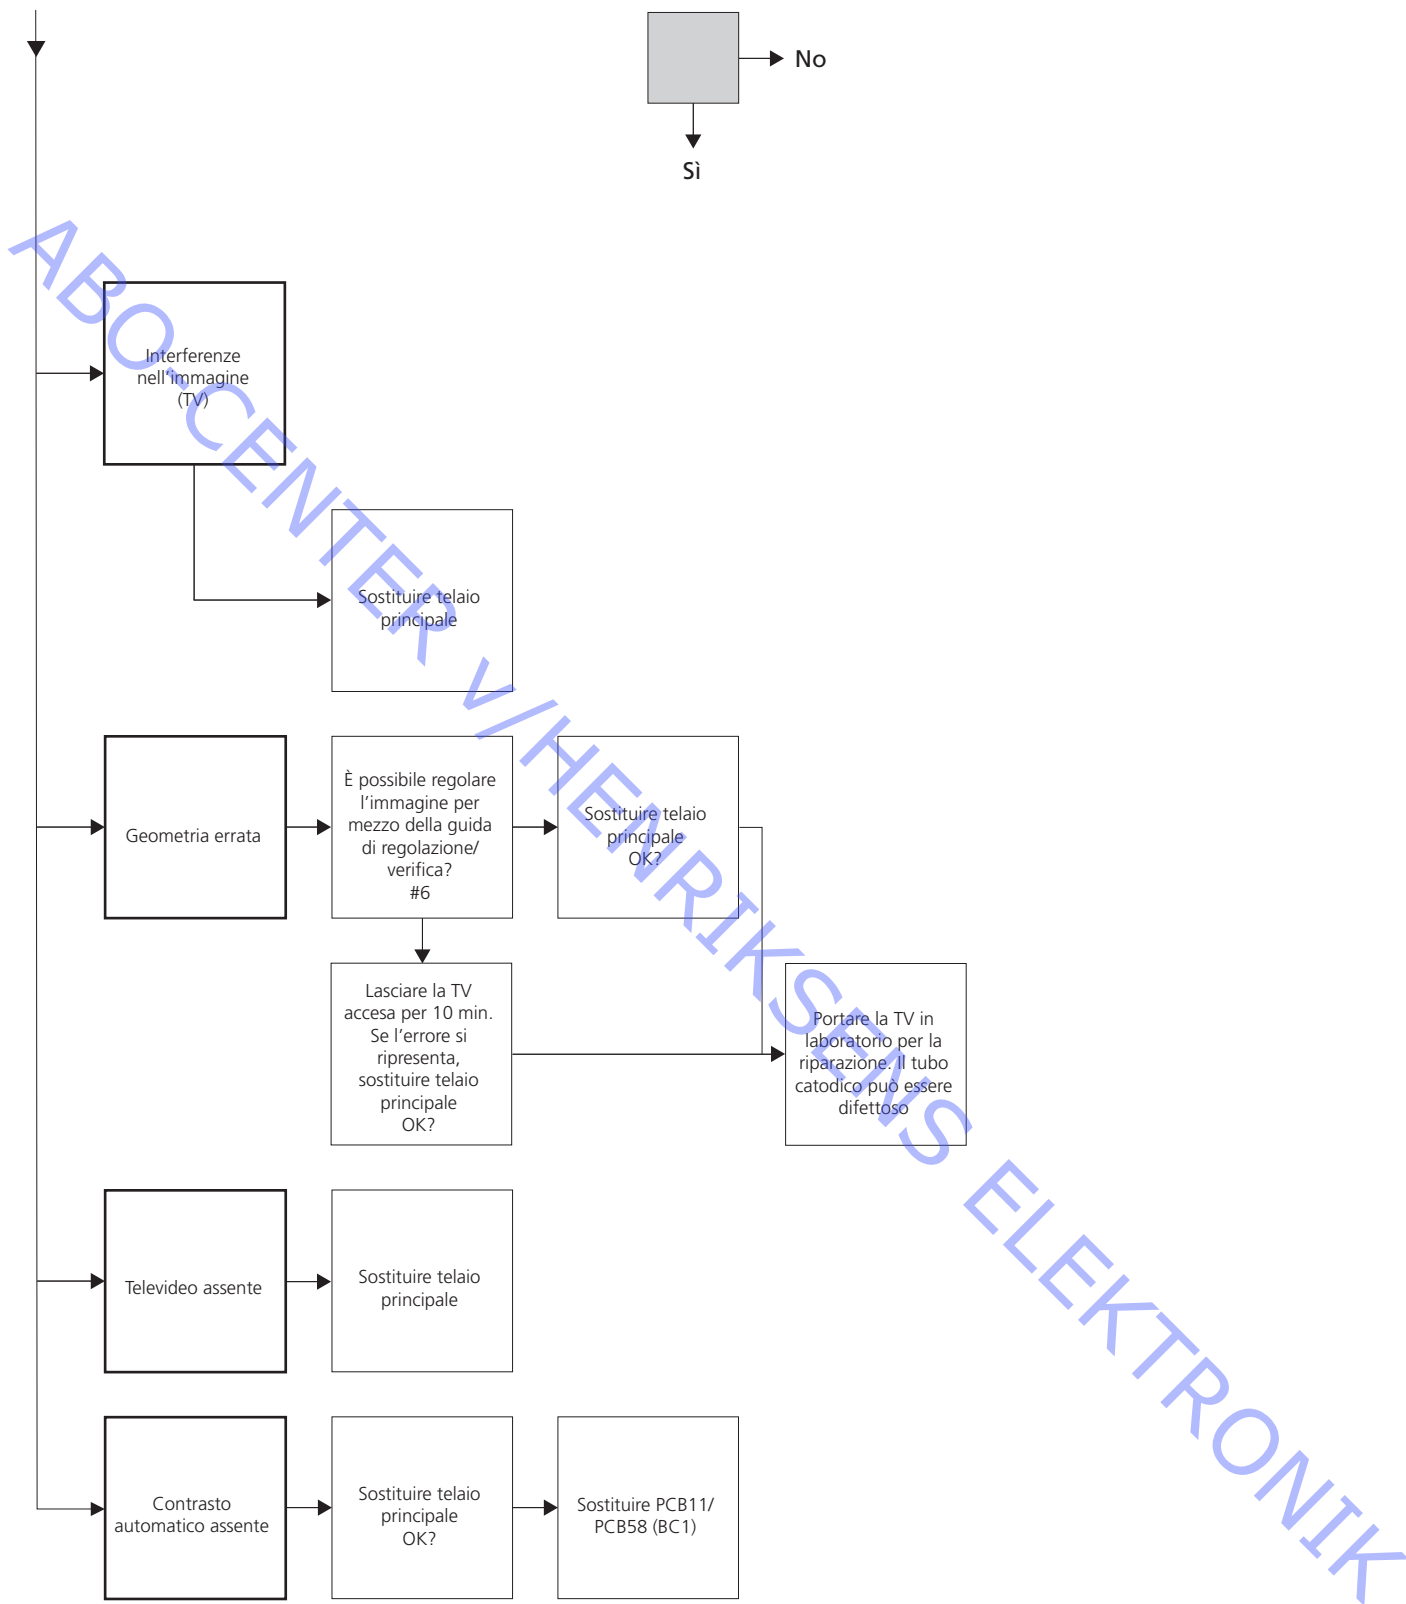 No
Sì
Interferenze
nell'immagine
(TV)
Sostituire telaio
principale
Geometria errata
È possibile regolare
l'immagine per
mezzo della guida
di regolazione/
verifica?
#6
Sostituire telaio
principale
OK?
Lasciare la TV
accesa per 10 min.
Se l'errore si
ripresenta,
sostituire telaio
principale
OK?
Portare la TV in
laboratorio per la
riparazione. Il tubo
catodico può essere
difettoso
Televideo assente
Sostituire telaio
principale
Contrasto
automatico assente
Sostituire telaio
principale
OK?
Sostituire PCB11/
PCB58 (BC1)
ABO-CENTER v/HENRIKSENS ELEKTRONIK